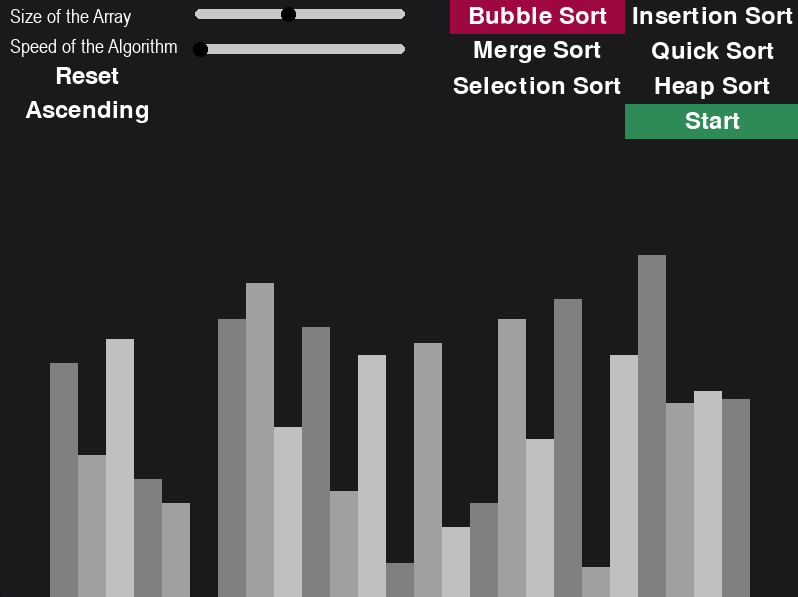 Size of the Array
Speed of the Algorithm
Reset
Ascending
Bubble Sort
Insertion Sort
Merge Sort
Quick Sort
Selection Sort
Heap Sort
Start